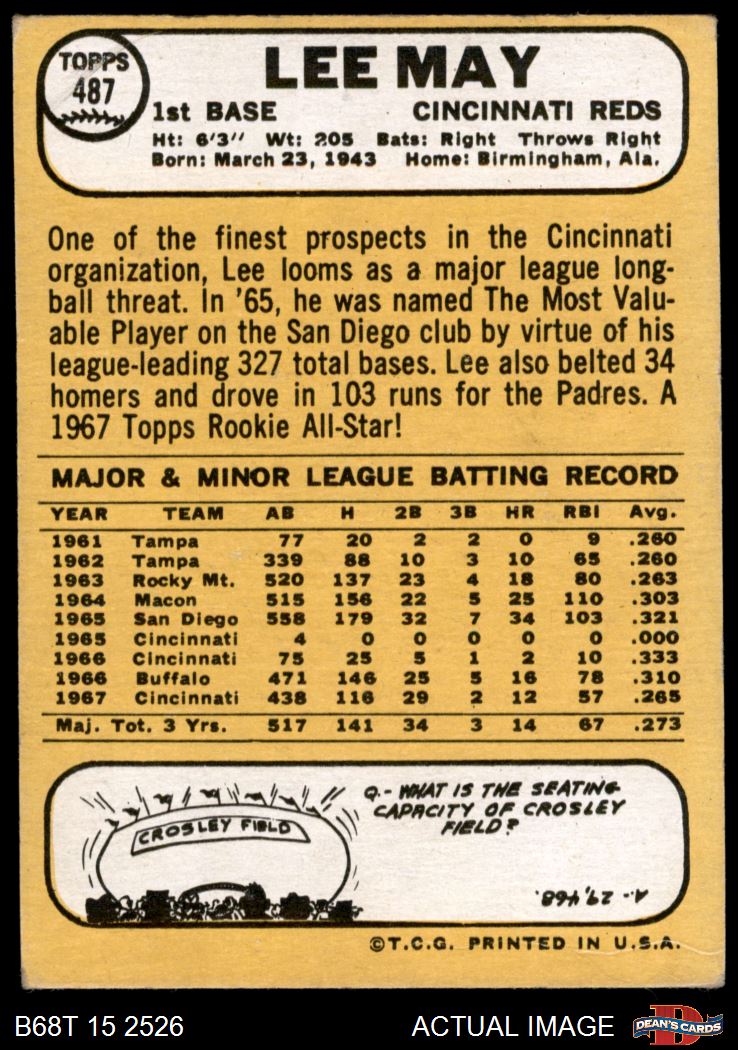 TOPPS
487
LEE MAY
1st BASE CINCINNATI REDS
Ht: 6'3" Wt: 205 Bats: Right Throws Right
Born: March 23, 1943 Home: Birmingham, Ala.
One of the finest prospects in the Cincinnati
organization, Lee looms as a major league long-
ball threat. In '65, he was named The Most Valu-
able Player on the San Diego club by virtue of his
league-leading 327 total bases. Lee also belted 34
homers and drove in 103 runs for the Padres. A
1967 Topps Rookie All-Star!
MAJOR & MINOR LEAGUE BATTING RECORD
YEAR TEAM AB H 2B 3B HR RBI Avg.
1961 Tampa 77 20 2 2 0 9 .260
1962 Tampa 339 88 10 3 10 65 .260
1963 Rocky Mt. 520 137 23 4 18 80 .263
1964 Macon 515 156 22 5 25 110 .303
1965 San Diego 558 179 32 7 34 103 .321
1965 Cincinnati 4 0 0 0 0 0 .000
1966 Cincinnati 75 25 5 1 2 10 .333
1966 Buffalo 471 146 25 5 16 78 .310
1967 Cincinnati 438 116 29 2 12 57 .265
Maj. Tot. 3 Yrs. 517 141 34 3 14 67 .273
CROSLEY FIELD
Q.- WHAT IS THE SEATING
CAPACITY OF CROSLEY
FIELD?
A.- 29,468.
©T.C.G. PRINTED IN U.S.A.
B68T 15 2526 ACTUAL IMAGE
DEAN'S CARDS